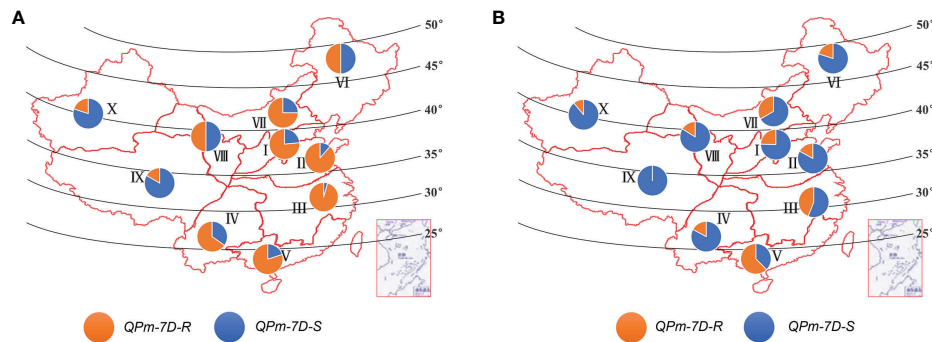 A
50°
45°
40°
35°
30°
25°
VI
X
VII
I
VIII
II
IX
III
IV
V
QPm-7D-R
QPm-7D-S
B
50°
45°
40°
35°
30°
25°
VI
X
VII
I
VIII
II
IX
III
IV
V
QPm-7D-R
QPm-7D-S